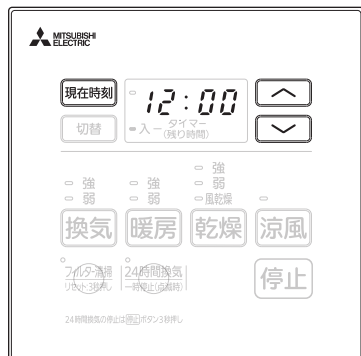 MITSUBISHI
ELECTRIC
現在時刻
12:00
切替
入 タイマー
(残り時間)
強
強 強 弱
弱 弱 風乾燥
換気 暖房 乾燥 涼風
フィルター清掃 24時間換気
リセット:3秒押し 一時停止(点滅時)
停止
24時間換気の停止は停止ボタン3秒押し